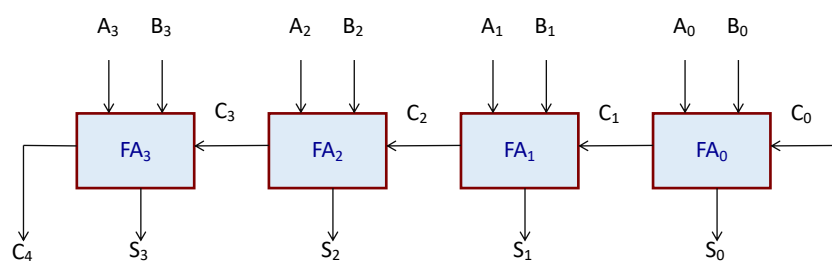 A₃ B₃ A₂ B₂ A₁ B₁ A₀ B₀
C₃ C₂ C₁ C₀
FA₃ FA₂ FA₁ FA₀
C₄ S₃ S₂ S₁ S₀